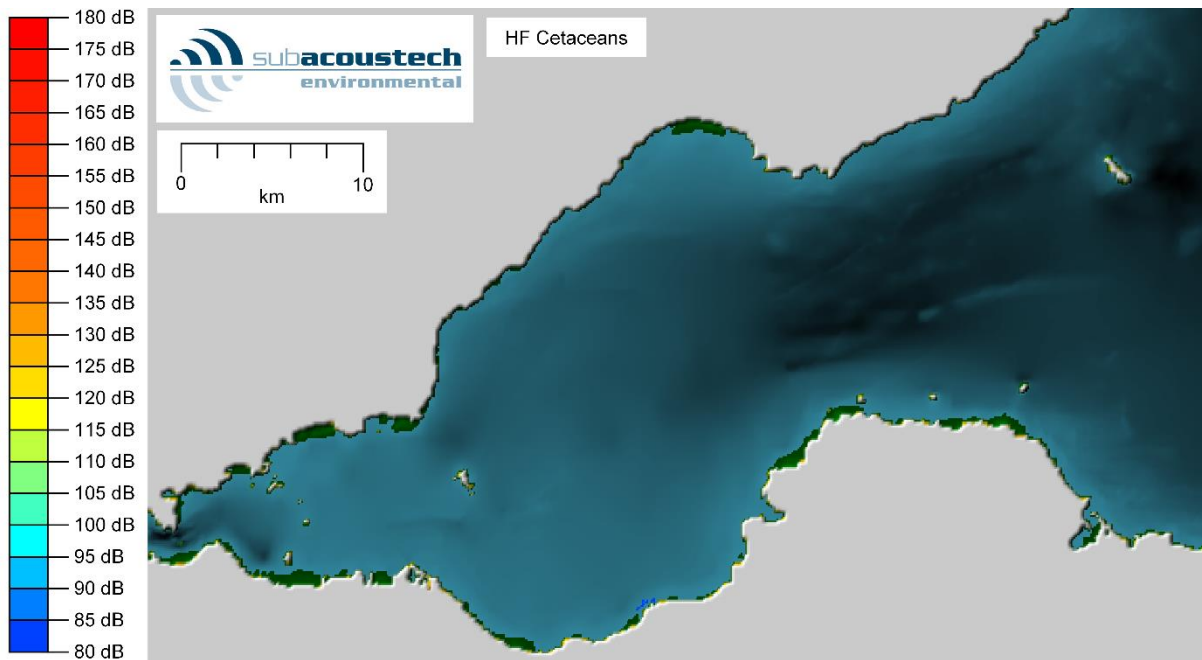 180 dB
175 dB
170 dB
165 dB
160 dB
155 dB
150 dB
145 dB
140 dB
135 dB
130 dB
125 dB
120 dB
115 dB
110 dB
105 dB
100 dB
95 dB
90 dB
85 dB
80 dB
subacoustech
environmental
HF Cetaceans
0 10
km